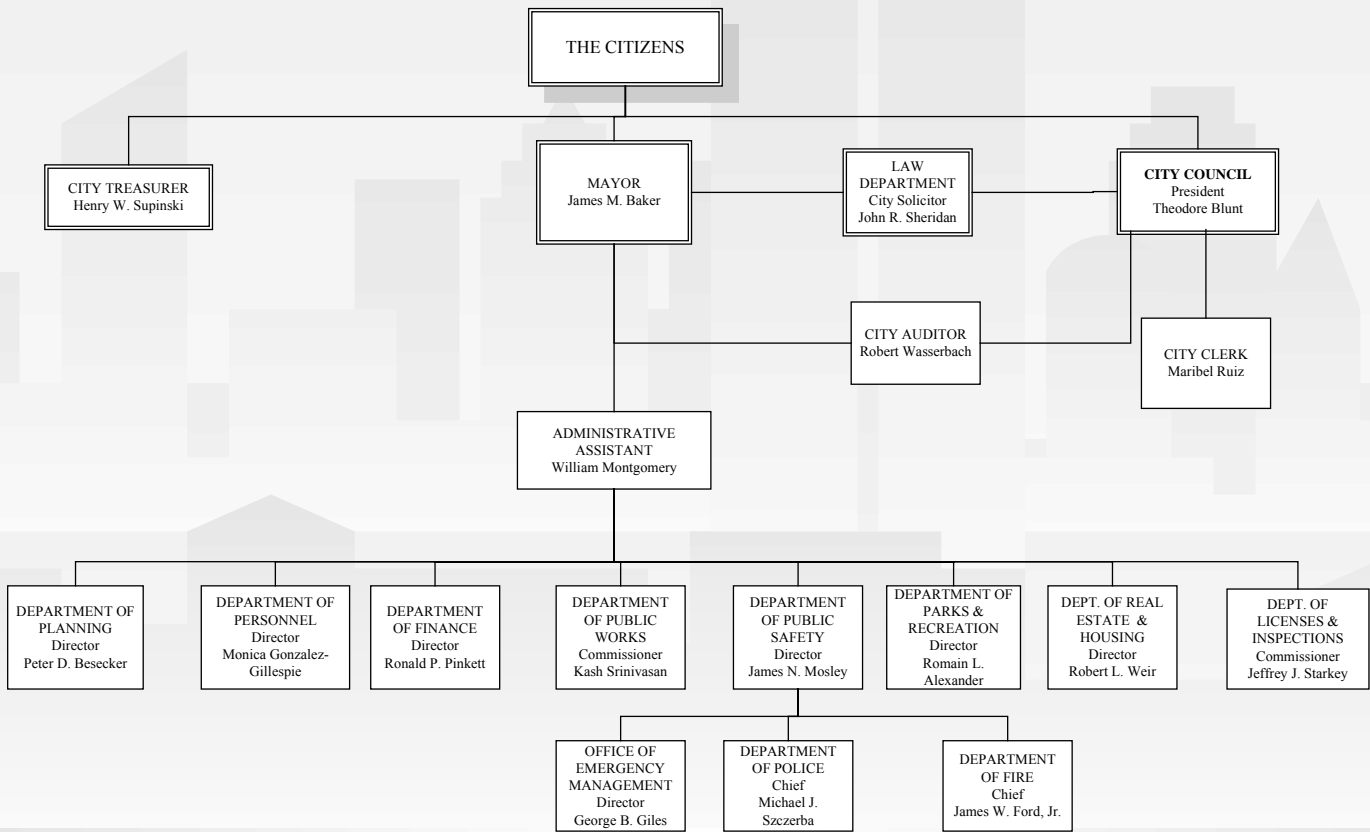 THE CITIZENS
CITY TREASURER
Henry W. Supinski
MAYOR
James M. Baker
LAW
DEPARTMENT
City Solicitor
John R. Sheridan
CITY COUNCIL
President
Theodore Blunt
CITY AUDITOR
Robert Wasserbach
CITY CLERK
Maribel Ruiz
ADMINISTRATIVE
ASSISTANT
William Montgomery
DEPARTMENT OF
PLANNING
Director
Peter D. Besecker
DEPARTMENT OF
PERSONNEL
Director
Monica Gonzalez-
Gillespie
DEPARTMENT
OF FINANCE
Director
Ronald P. Pinkett
DEPARTMENT
OF PUBLIC
WORKS
Commissioner
Kash Srinivasan
DEPARTMENT
OF PUBLIC
SAFETY
Director
James N. Mosley
DEPARTMENT OF
PARKS &
RECREATION
Director
Romain L.
Alexander
DEPT. OF REAL
ESTATE &
HOUSING
Director
Robert L. Weir
DEPT. OF
LICENSES &
INSPECTIONS
Commissioner
Jeffrey J. Starkey
OFFICE OF
EMERGENCY
MANAGEMENT
Director
George B. Giles
DEPARTMENT
OF POLICE
Chief
Michael J.
Szczerba
DEPARTMENT
OF FIRE
Chief
James W. Ford, Jr.